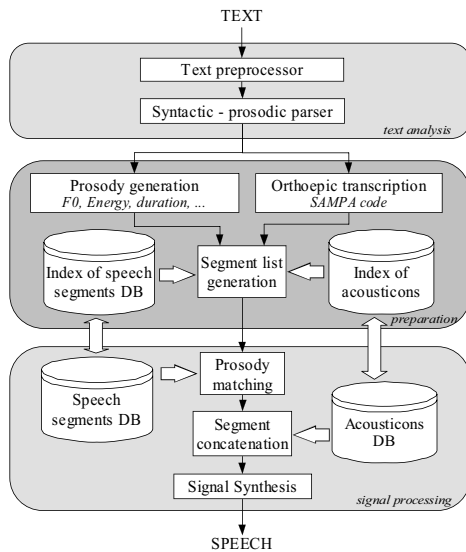 TEXT
Text preprocessor
Syntactic - prosodic parser
text analysis
Prosody generation
F0, Energy, duration, ...
Orthoepic transcription
SAMPA code
Index of speech
segments DB
Segment list
generation
Index of
acousticons
preparation
Speech
segments DB
Prosody
matching
Segment
concatenation
Acousticons
DB
Signal Synthesis
signal processing
SPEECH